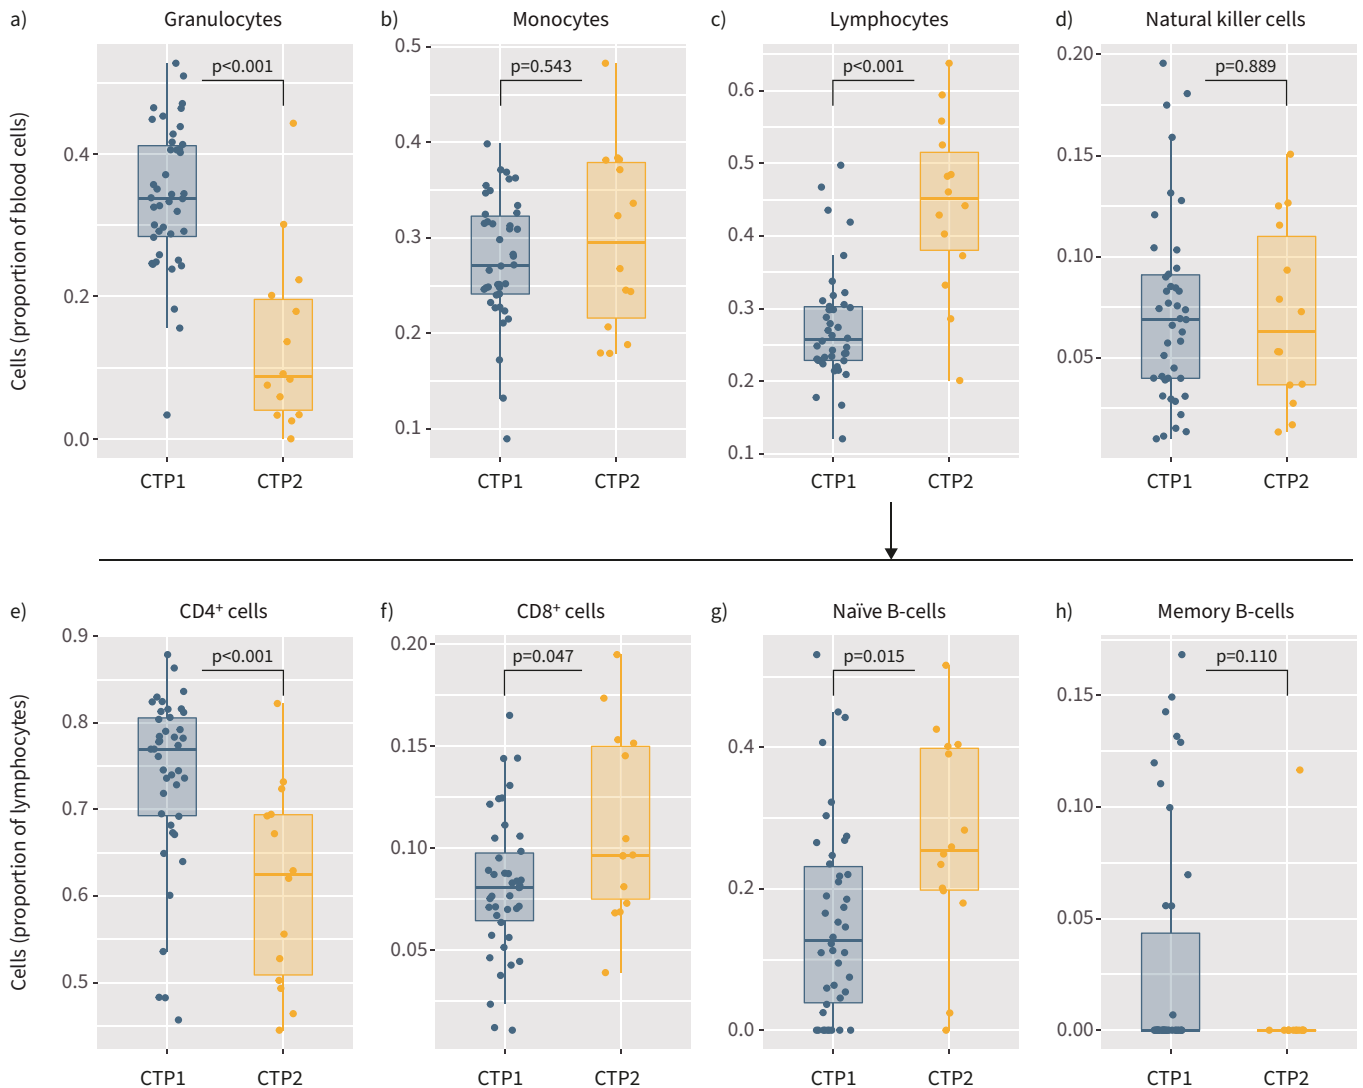 a) Granulocytes
b) Monocytes
c) Lymphocytes
d) Natural killer cells
Cells (proportion of blood cells)
0.4
0.2
0.0
p<0.001
CTP1 CTP2
0.5
0.4
0.3
0.2
0.1
p=0.543
CTP1 CTP2
0.6
0.5
0.4
0.3
0.2
0.1
p<0.001
CTP1 CTP2
0.20
0.15
0.10
0.05
p=0.889
CTP1 CTP2
e) CD4⁺ cells
f) CD8⁺ cells
g) Naïve B-cells
h) Memory B-cells
Cells (proportion of lymphocytes)
0.9
0.8
0.7
0.6
0.5
p<0.001
CTP1 CTP2
0.20
0.15
0.10
0.05
p=0.047
CTP1 CTP2
0.4
0.2
0.0
p=0.015
CTP1 CTP2
0.15
0.10
0.05
0.00
p=0.110
CTP1 CTP2